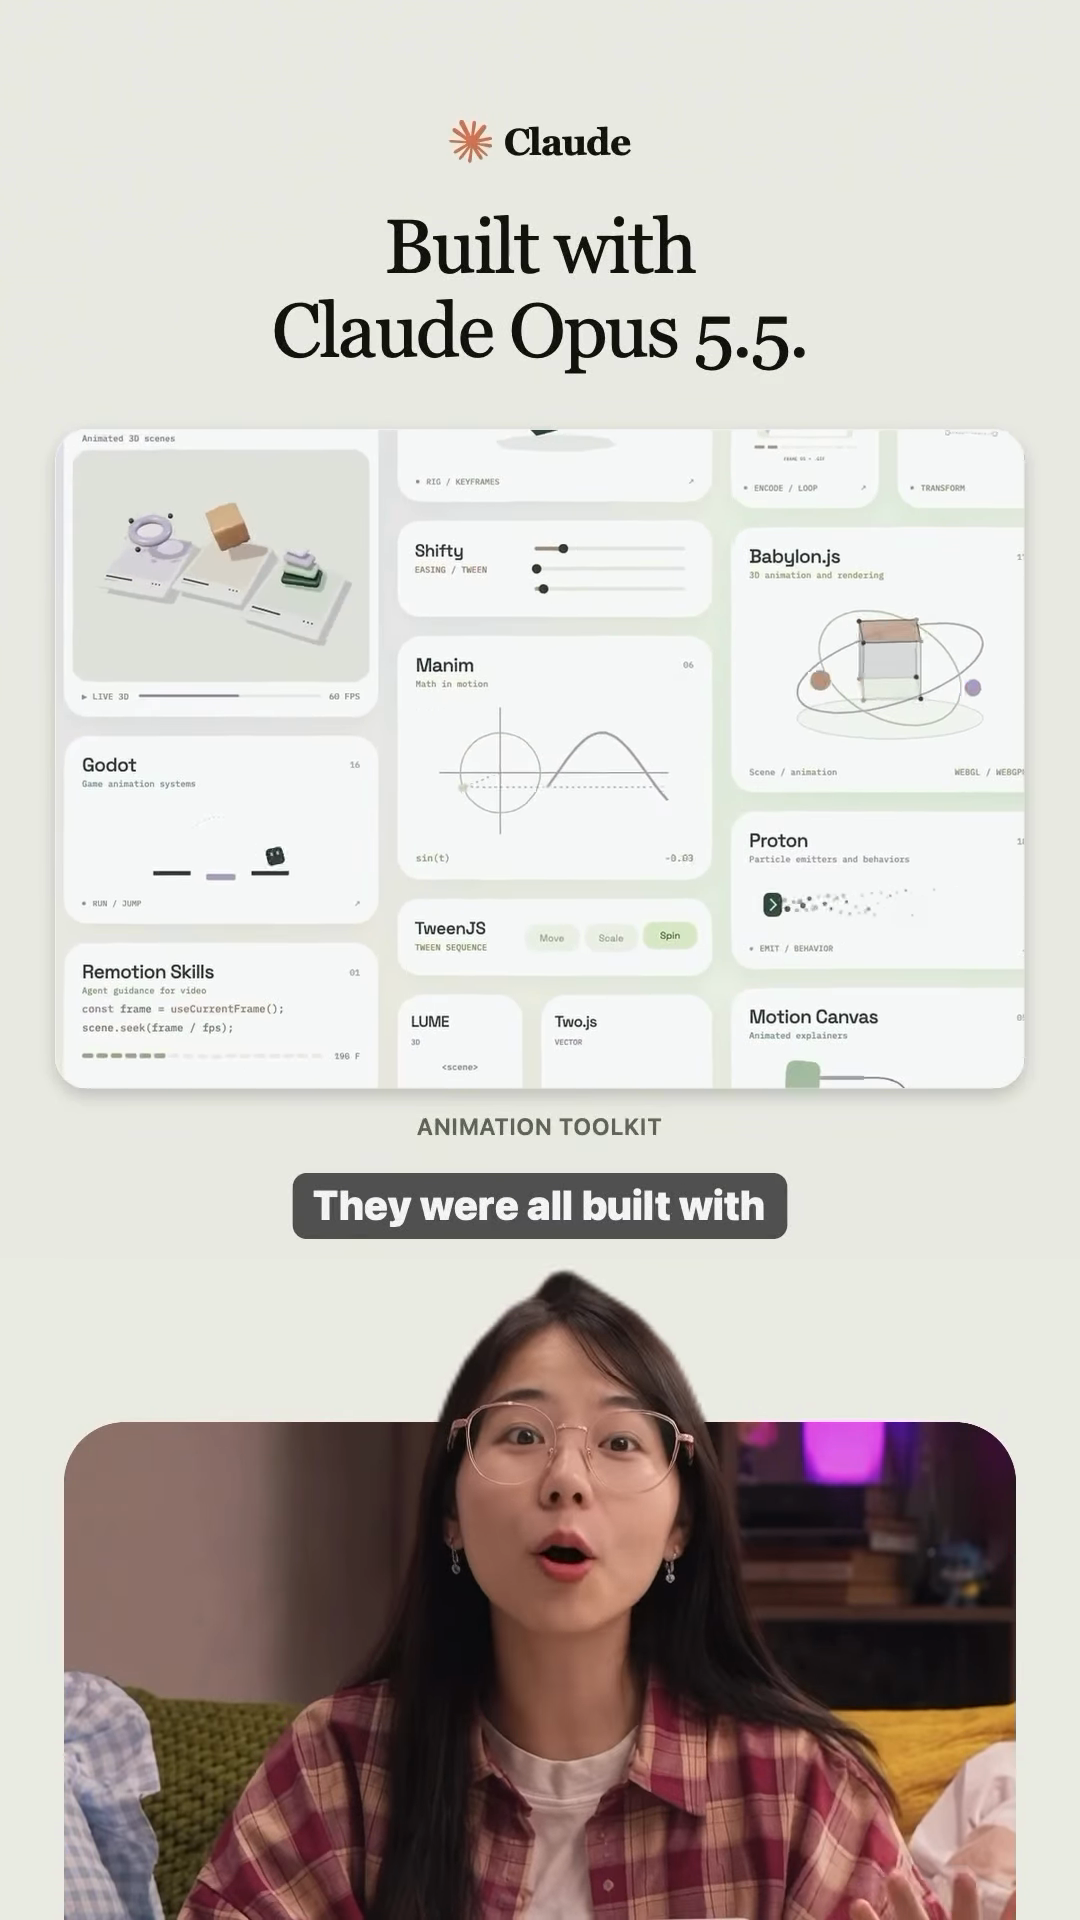 Claude
Built with
Claude Opus 5.5.
Animated 3D scenes
▶ LIVE 3D
60 FPS
Godot
16
Game animation systems
• RUN / JUMP
↗
Remotion Skills
01
Agent guidance for video
const frame = useCurrentFrame();
scene.seek(frame / fps);
190 F
• RIG / KEYFRAMES
↗
Shifty
EASING / TWEEN
Manim
06
Math in motion
sin(t)
-0.03
TweenJS
TWEEN SEQUENCE
Move
Scale
Spin
LUME
3D
<scene>
Two.js
VECTOR
• ENCODE / LOOP
↗
• TRANSFORM
Babylon.js
3D animation and rendering
Scene / animation
WEBGL / WEBGP
Proton
Particle emitters and behaviors
• EMIT / BEHAVIOR
Motion Canvas
Animated explainers
ANIMATION TOOLKIT
They were all built with